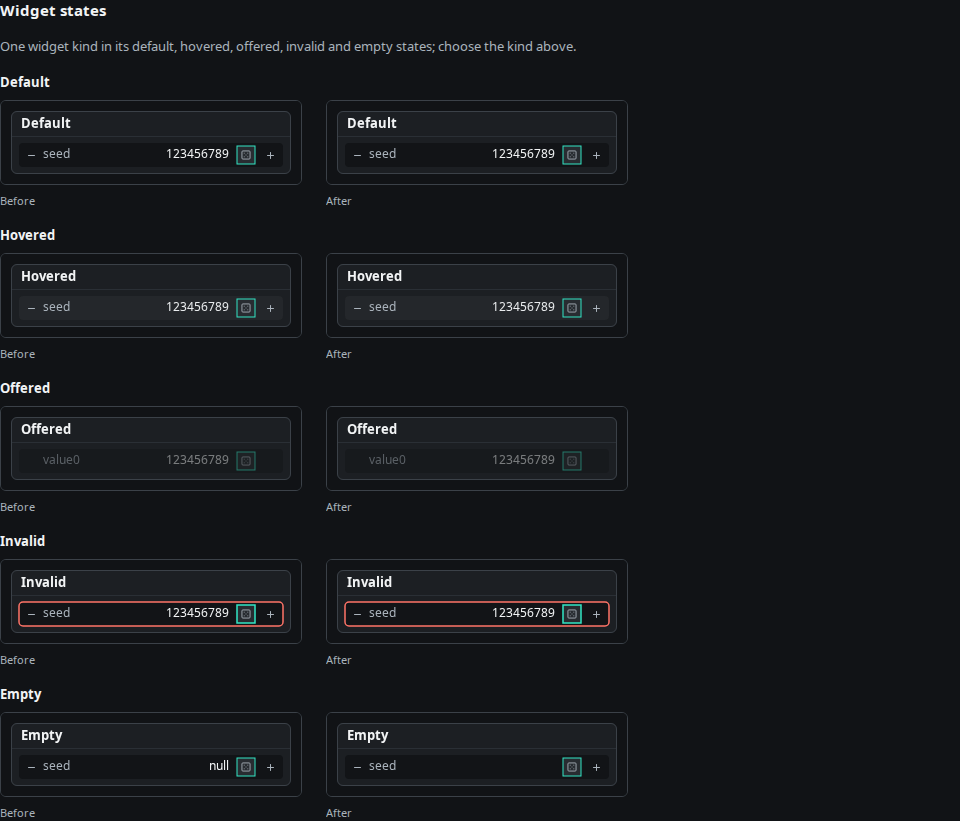 Widget states
One widget kind in its default, hovered, offered, invalid and empty states; choose the kind above.
Default
Default
– seed 123456789 +
Default
– seed 123456789 +
Before
After
Hovered
Hovered
– seed 123456789 +
Hovered
– seed 123456789 +
Before
After
Offered
Offered
value0 123456789
Offered
value0 123456789
Before
After
Invalid
Invalid
– seed 123456789 +
Invalid
– seed 123456789 +
Before
After
Empty
Empty
– seed null +
Empty
– seed +
Before
After